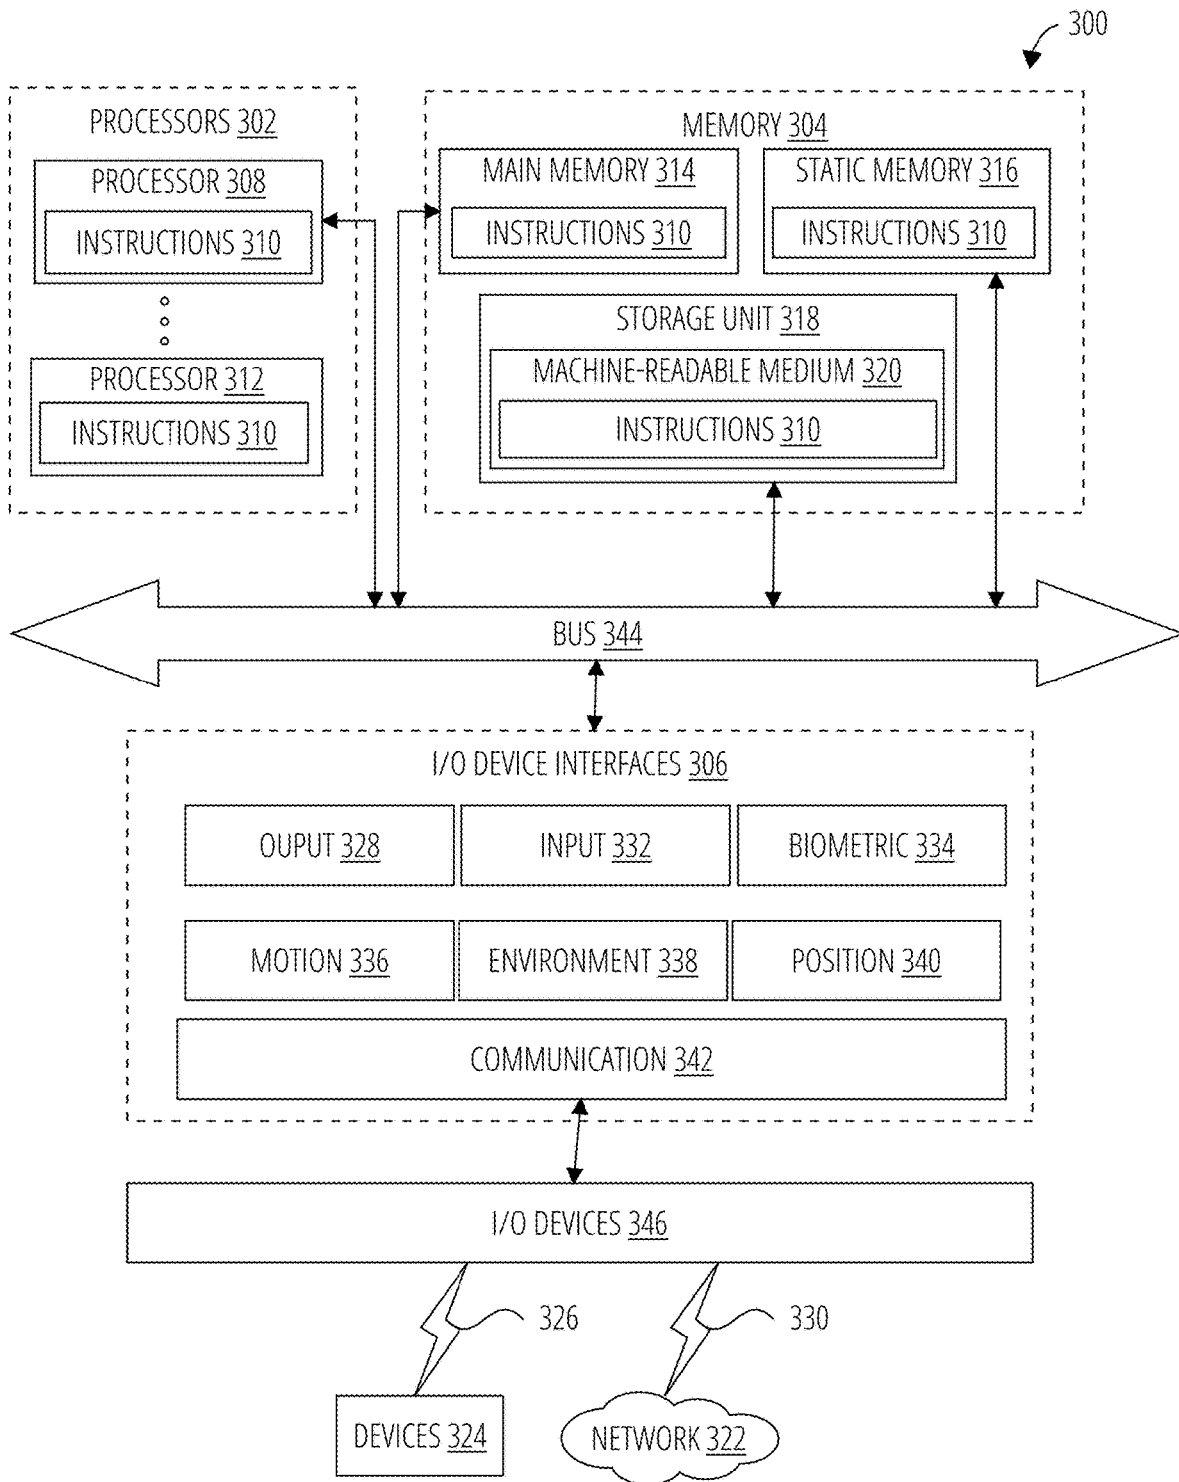 300
PROCESSORS 302
PROCESSOR 308
INSTRUCTIONS 310
PROCESSOR 312
INSTRUCTIONS 310
MEMORY 304
MAIN MEMORY 314
INSTRUCTIONS 310
STATIC MEMORY 316
INSTRUCTIONS 310
STORAGE UNIT 318
MACHINE-READABLE MEDIUM 320
INSTRUCTIONS 310
BUS 344
I/O DEVICE INTERFACES 306
OUPUT 328
INPUT 332
BIOMETRIC 334
MOTION 336
ENVIRONMENT 338
POSITION 340
COMMUNICATION 342
I/O DEVICES 346
326
330
DEVICES 324
NETWORK 322